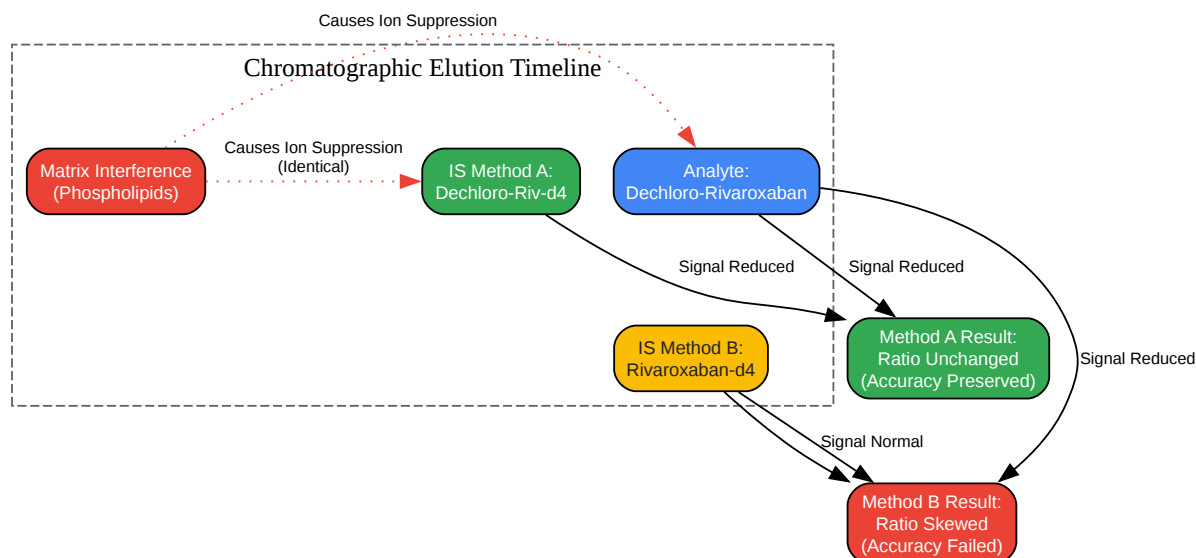 Causes Ion Suppression
Chromatographic Elution Timeline
Matrix Interference
(Phospholipids)
Causes Ion Suppression
(Identical)
IS Method A:
Dechloro-Riv-d4
Analyte:
Dechloro-Rivaroxaban
Signal Reduced
Signal Reduced
IS Method B:
Rivaroxaban-d4
Method A Result:
Ratio Unchanged
(Accuracy Preserved)
Signal Reduced
Signal Normal
Method B Result:
Ratio Skewed
(Accuracy Failed)